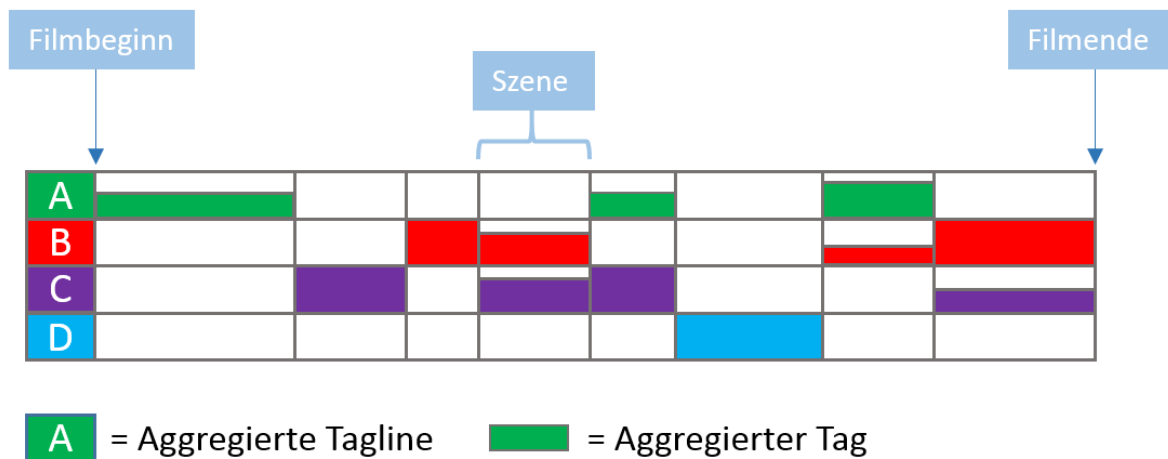 Filmbeginn
Filmende
Szene
A
B
C
D
A = Aggregierte Tagline
= Aggregierter Tag